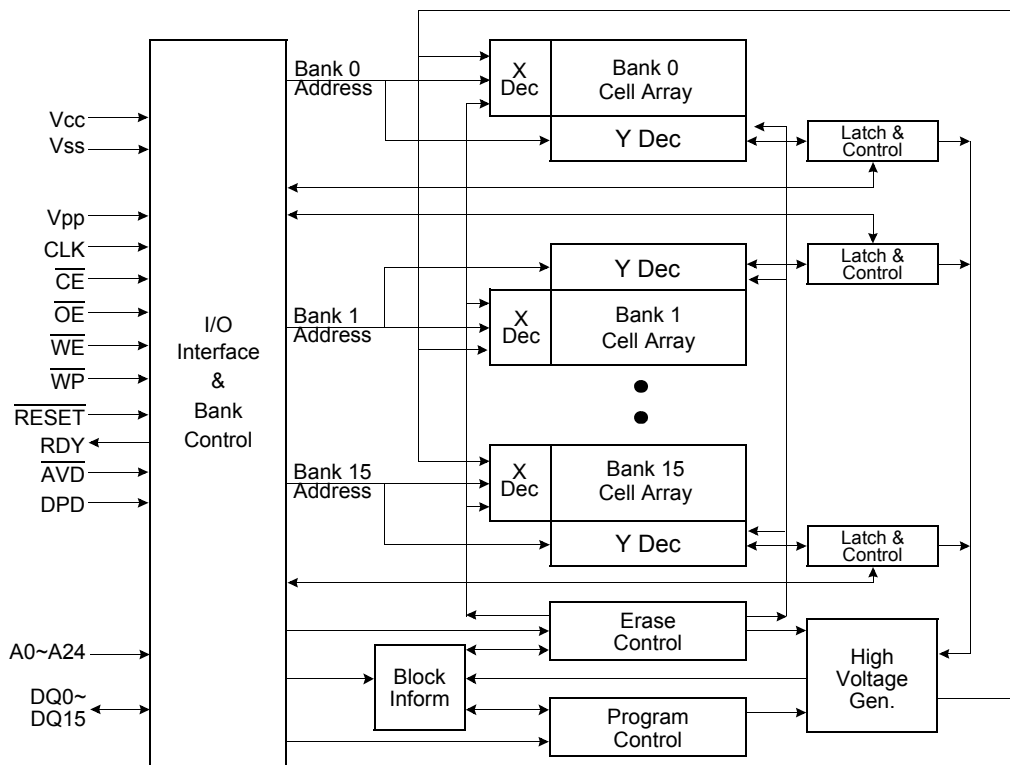 Vcc
Vss
Vpp
CLK
CE
OE
WE
WP
RESET
RDY
AVD
DPD
A0~A24
DQ0~
DQ15
I/O
Interface
&
Bank
Control
Bank 0
Address
X
Dec
Bank 0
Cell Array
Y Dec
Latch &
Control
Y Dec
Latch &
Control
Bank 1
Address
X
Dec
Bank 1
Cell Array
Bank 15
Address
X
Dec
Bank 15
Cell Array
Y Dec
Latch &
Control
Erase
Control
Block
Inform
Program
Control
High
Voltage
Gen.